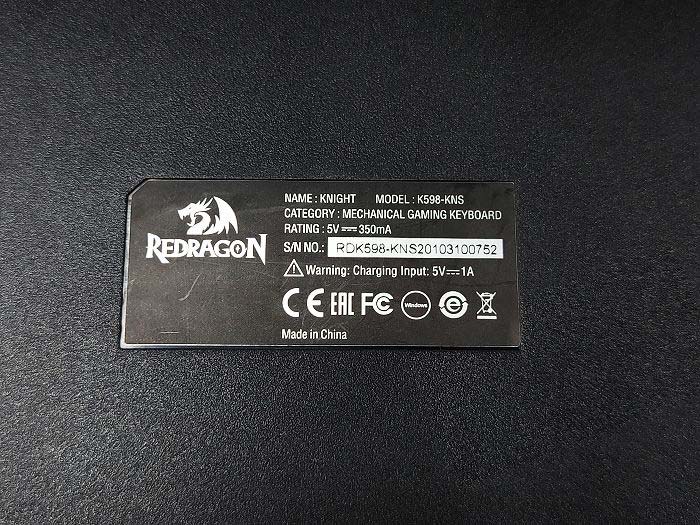 REDRAGON
NAME : KNIGHT MODEL : K598-KNS
CATEGORY : MECHANICAL GAMING KEYBOARD
RATING : 5V⎓350mA
S/N NO.: RDK598-KNS20103100752
Warning: Charging Input: 5V⎓1A
CE EAC FC Windows e
Made in China